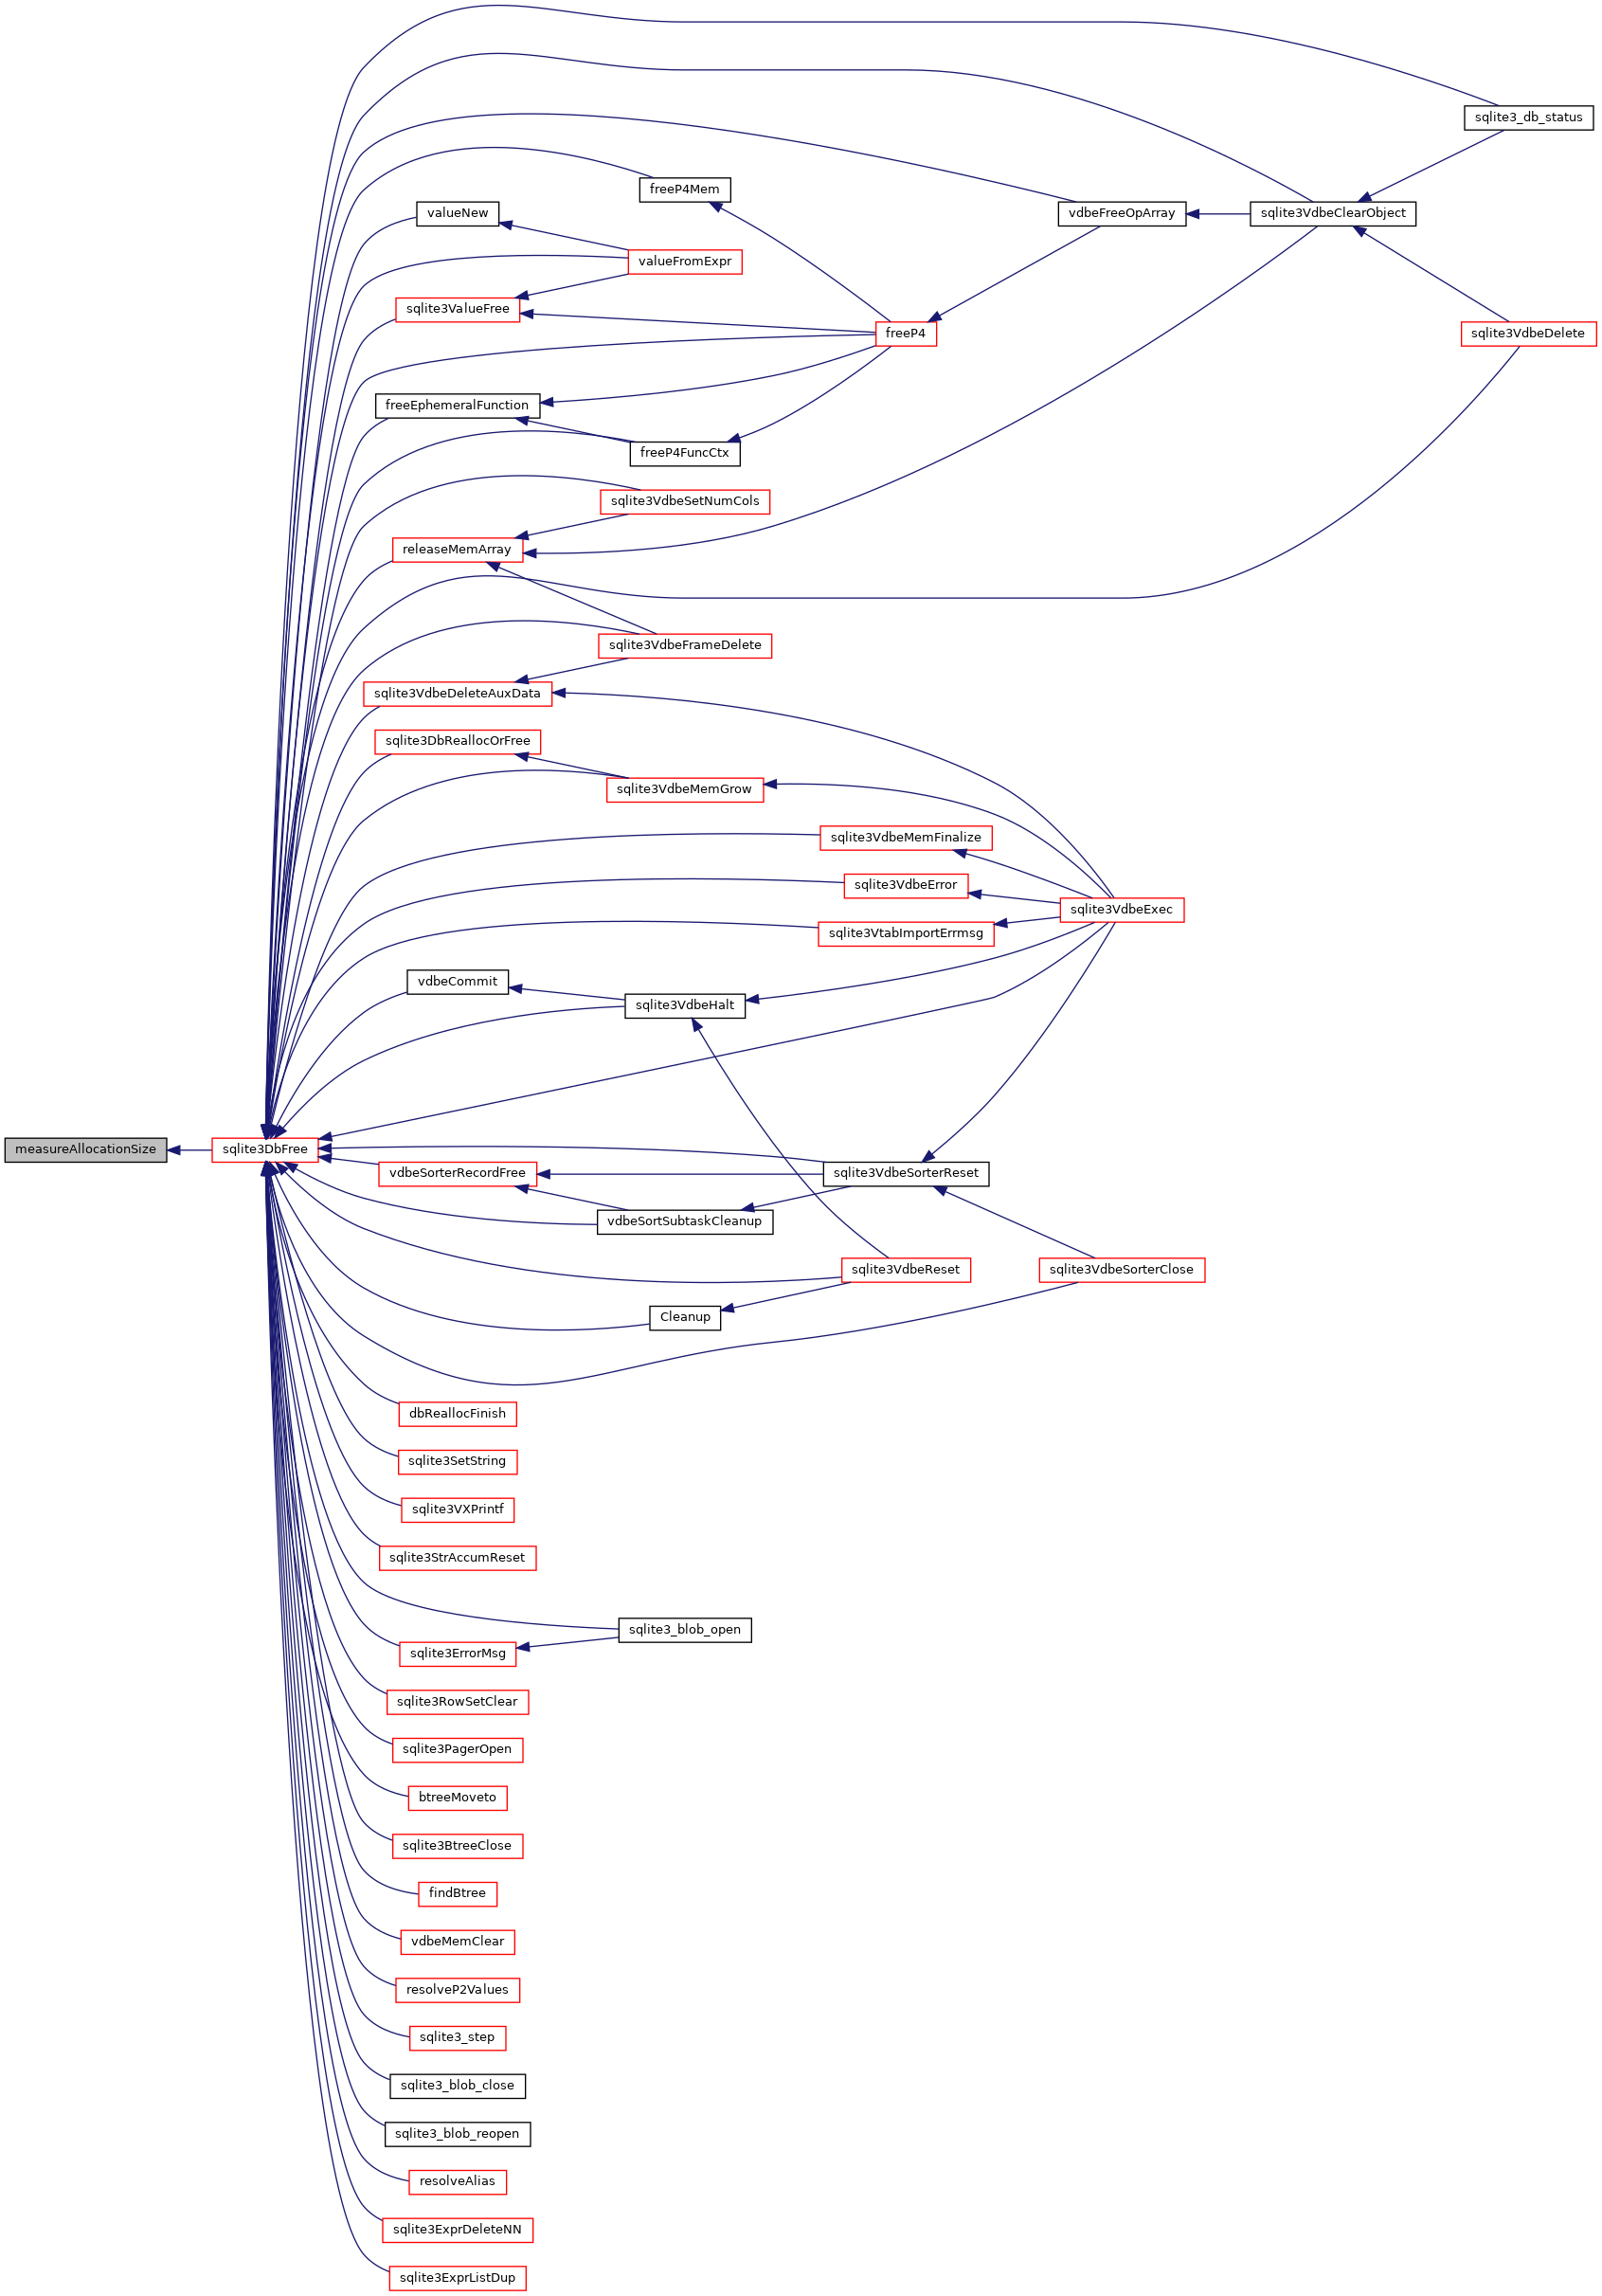 sqlite3_db_status
freeP4Mem
valueNew
vdbeFreeOpArray
sqlite3VdbeClearObject
valueFromExpr
sqlite3ValueFree
freeP4
sqlite3VdbeDelete
freeEphemeralFunction
freeP4FuncCtx
sqlite3VdbeSetNumCols
releaseMemArray
sqlite3VdbeFrameDelete
sqlite3VdbeDeleteAuxData
sqlite3DbReallocOrFree
sqlite3VdbeMemGrow
sqlite3VdbeMemFinalize
sqlite3VdbeError
sqlite3VdbeExec
sqlite3VtabImportErrmsg
vdbeCommit
sqlite3VdbeHalt
measureAllocationSize
sqlite3DbFree
vdbeSorterRecordFree
sqlite3VdbeSorterReset
vdbeSortSubtaskCleanup
sqlite3VdbeReset
sqlite3VdbeSorterClose
Cleanup
dbReallocFinish
sqlite3SetString
sqlite3VXPrintf
sqlite3StrAccumReset
sqlite3_blob_open
sqlite3ErrorMsg
sqlite3RowSetClear
sqlite3PagerOpen
btreeMoveto
sqlite3BtreeClose
findBtree
vdbeMemClear
resolveP2Values
sqlite3_step
sqlite3_blob_close
sqlite3_blob_reopen
resolveAlias
sqlite3ExprDeleteNN
sqlite3ExprListDup